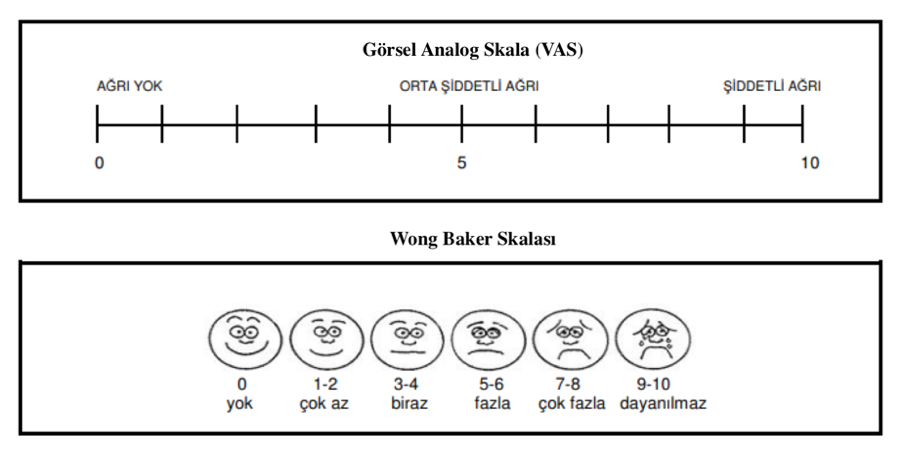 Görsel Analog Skala (VAS)
AĞRI YOK ORTA ŞİDDETLİ AĞRI ŞİDDETLİ AĞRI
0 5 10
Wong Baker Skalası
0 1-2 3-4 5-6 7-8 9-10
yok çok az biraz fazla çok fazla dayanılmaz